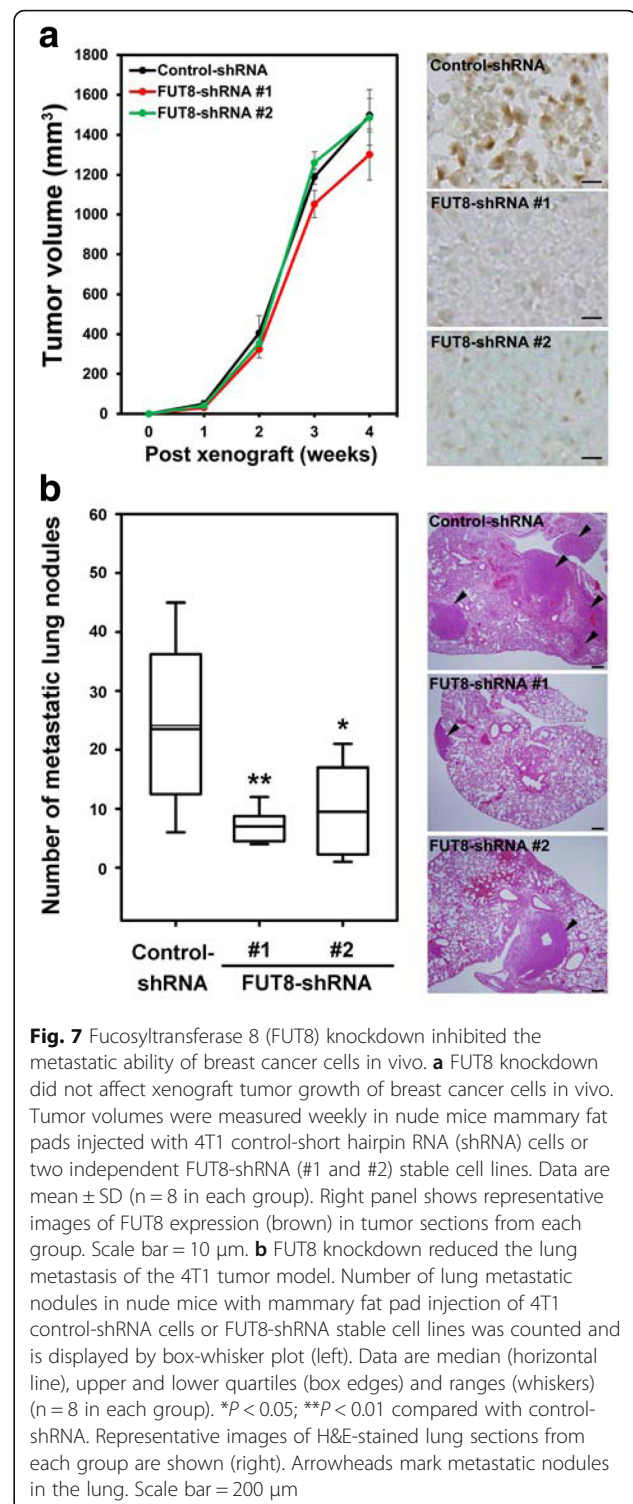 a
1800
1600
1400
1200
1000
800
600
400
200
0
Tumor volume (mm³)
Control-shRNA
FUT8-shRNA #1
FUT8-shRNA #2
0 1 2 3 4
Post xenograft (weeks)
Control-shRNA
FUT8-shRNA #1
FUT8-shRNA #2
b
60
50
40
30
20
10
0
Number of metastatic lung nodules
**
*
Control-shRNA
#1 #2
FUT8-shRNA
Control-shRNA
FUT8-shRNA #1
FUT8-shRNA #2
Fig. 7 Fucosyltransferase 8 (FUT8) knockdown inhibited the
metastatic ability of breast cancer cells in vivo. a FUT8 knockdown
did not affect xenograft tumor growth of breast cancer cells in vivo.
Tumor volumes were measured weekly in nude mice mammary fat
pads injected with 4T1 control-short hairpin RNA (shRNA) cells or
two independent FUT8-shRNA (#1 and #2) stable cell lines. Data are
mean ± SD (n = 8 in each group). Right panel shows representative
images of FUT8 expression (brown) in tumor sections from each
group. Scale bar = 10 μm. b FUT8 knockdown reduced the lung
metastasis of the 4T1 tumor model. Number of lung metastatic
nodules in nude mice with mammary fat pad injection of 4T1
control-shRNA cells or FUT8-shRNA stable cell lines was counted and
is displayed by box-whisker plot (left). Data are median (horizontal
line), upper and lower quartiles (box edges) and ranges (whiskers)
(n = 8 in each group). *P < 0.05; **P < 0.01 compared with control-
shRNA. Representative images of H&E-stained lung sections from
each group are shown (right). Arrowheads mark metastatic nodules
in the lung. Scale bar = 200 μm